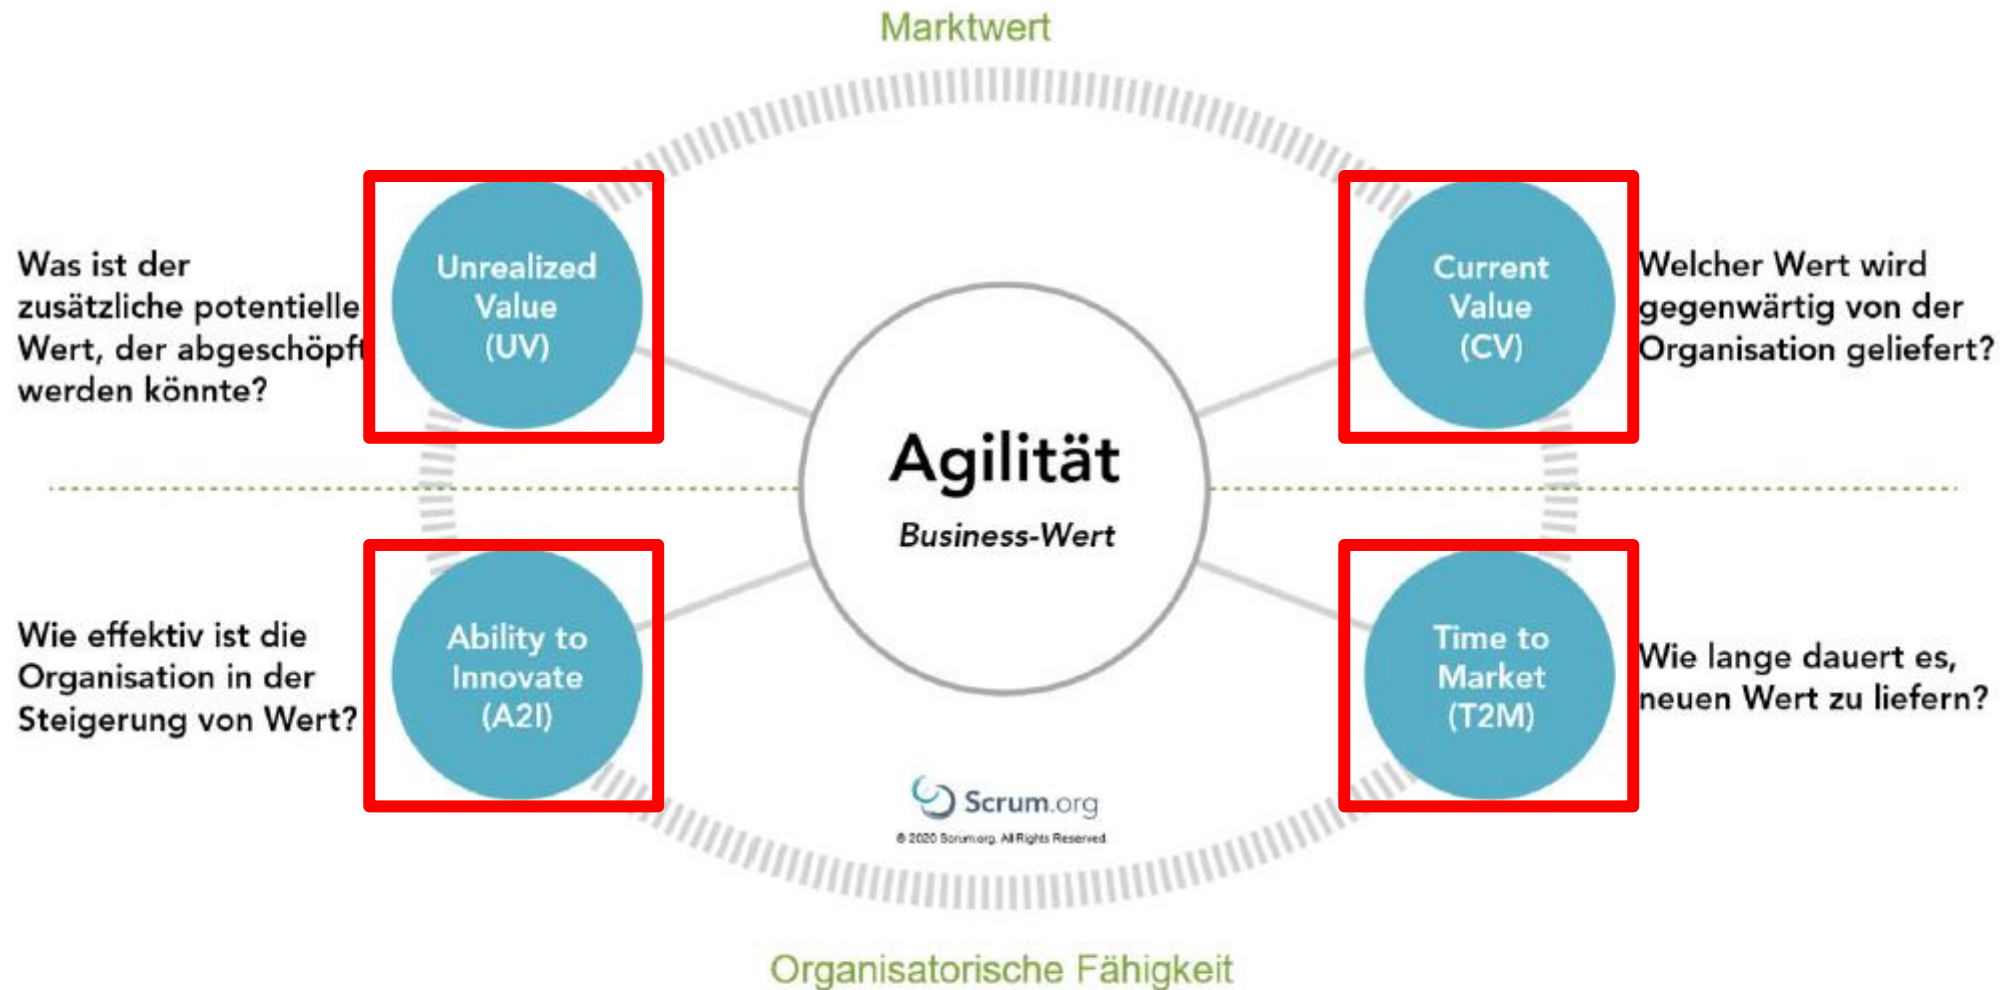 Marktwert
Was ist der
zusätzliche potentielle
Wert, der abgeschöpft
werden könnte?
Unrealized
Value
(UV)
Current
Value
(CV)
Welcher Wert wird
gegenwärtig von der
Organisation geliefert?
Agilität
Business-Wert
Wie effektiv ist die
Organisation in der
Steigerung von Wert?
Ability to
Innovate
(A2I)
Time to
Market
(T2M)
Wie lange dauert es,
neuen Wert zu liefern?
Scrum.org
© 2020 Scrum.org. All Rights Reserved.
Organisatorische Fähigkeit